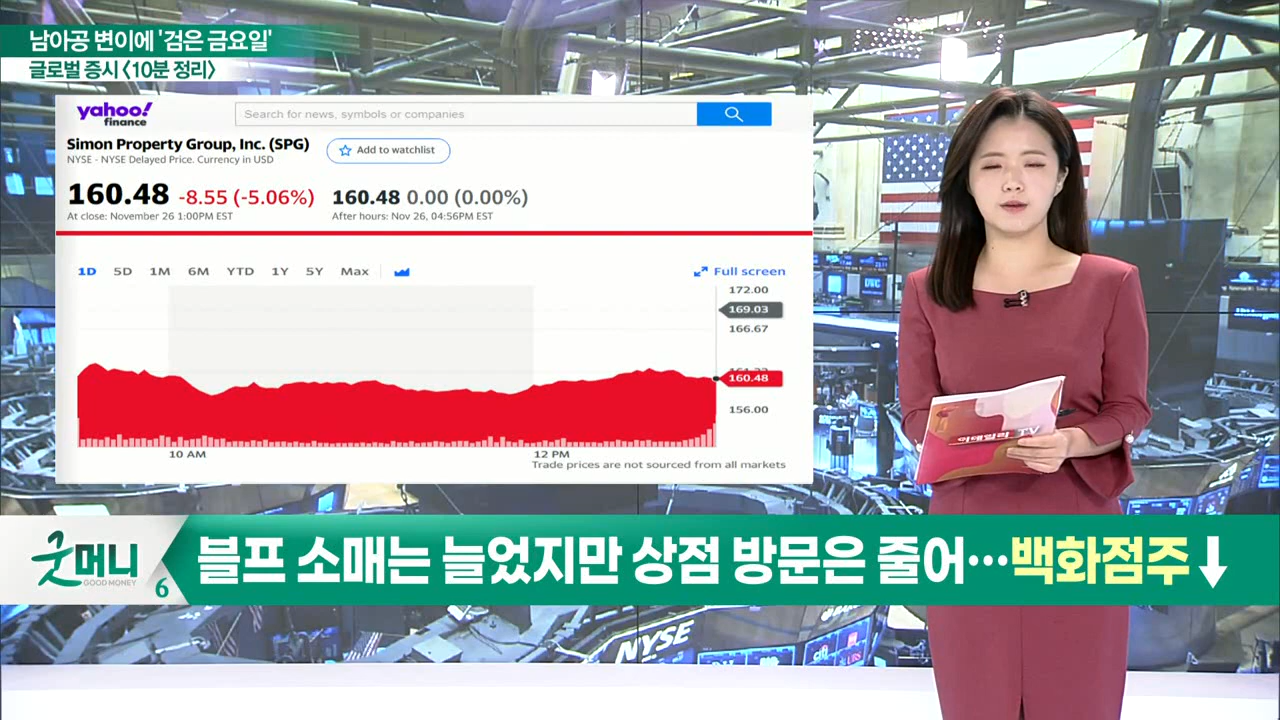 남아공 변이에 '검은 금요일'
글로벌 증시 <10분 정리>
yahoo!
finance
Search for news, symbols or companies
Simon Property Group, Inc. (SPG)
NYSE - NYSE Delayed Price. Currency in USD
Add to watchlist
160.48 -8.55 (-5.06%)
At close: November 26 1:00PM EST
160.48 0.00 (0.00%)
After hours: Nov 26, 04:56PM EST
1D 5D 1M 6M YTD 1Y 5Y Max
Full screen
172.00
169.03
166.67
160.48
156.00
10 AM
12 PM
Trade prices are not sourced from all markets
이데일리 TV
굿머니
GOOD MONEY
6
블프 소매는 늘었지만 상점 방문은 줄어…백화점주↓
NYSE
citi
UBS